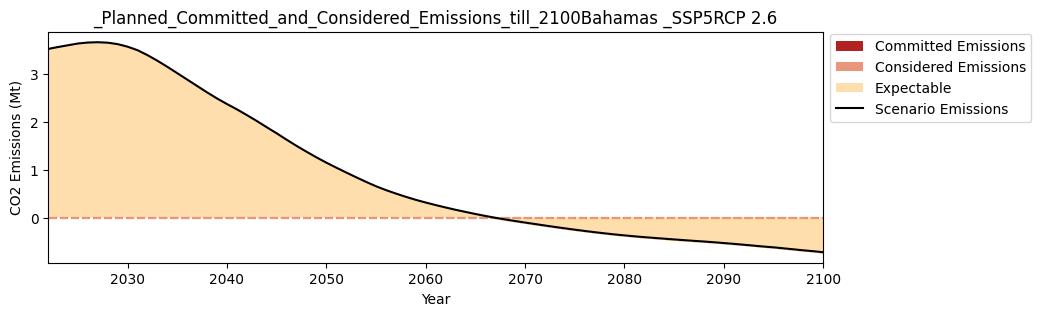 _Planned_Committed_and_Considered_Emissions_till_2100Bahamas _SSP5RCP 2.6
CO2 Emissions (Mt)
3
2
1
0
2030 2040 2050 2060 2070 2080 2090 2100
Year
Committed Emissions
Considered Emissions
Expectable
Scenario Emissions